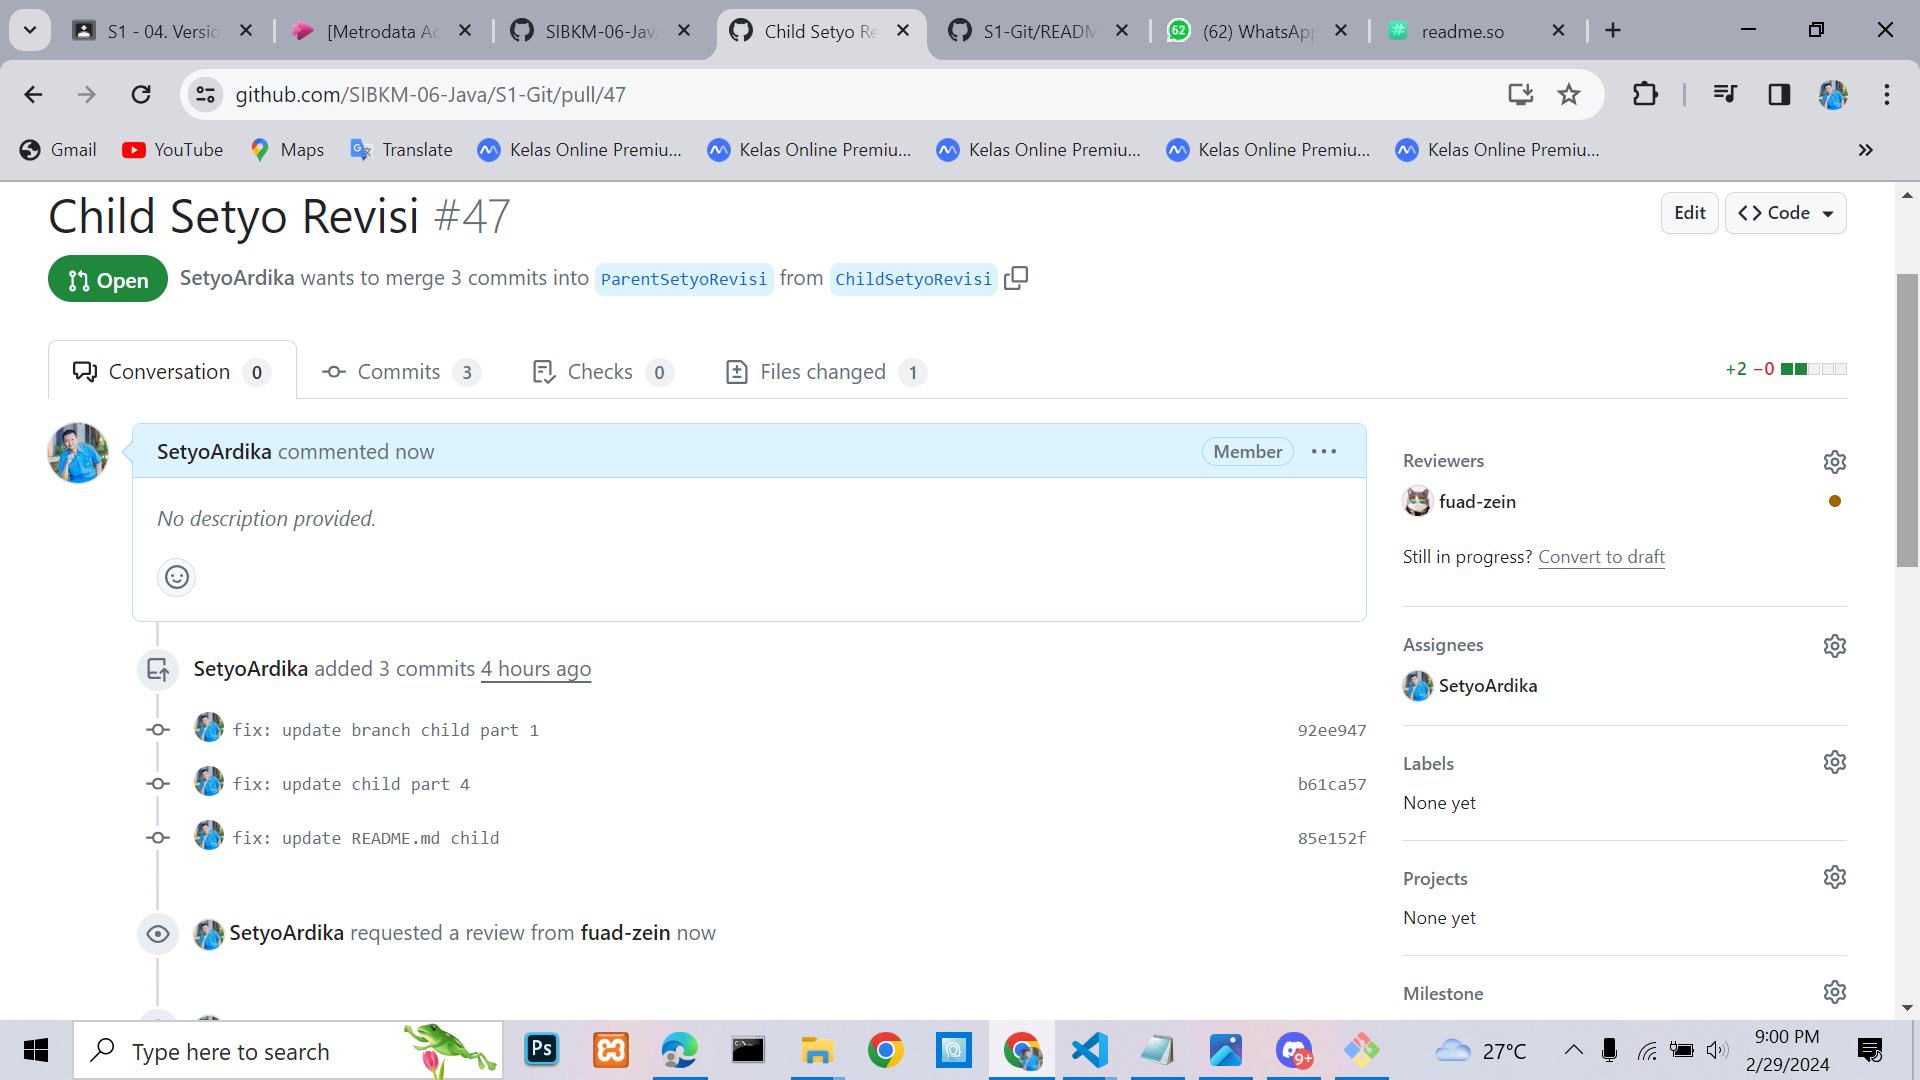 S1 - 04. Versio
[Metrodata Ac
SIBKM-06-Java
Child Setyo Re
S1-Git/READM
(62) WhatsApp
readme.so
github.com/SIBKM-06-Java/S1-Git/pull/47
Gmail
YouTube
Maps
Translate
Kelas Online Premiu...
Kelas Online Premiu...
Kelas Online Premiu...
Kelas Online Premiu...
Kelas Online Premiu...
Child Setyo Revisi #47
Edit
Code
Open
SetyoArdika wants to merge 3 commits into ParentSetyoRevisi from ChildSetyoRevisi
Conversation 0
Commits 3
Checks 0
Files changed 1
+2 −0
SetyoArdika commented now
Member
No description provided.
SetyoArdika added 3 commits 4 hours ago
fix: update branch child part 1
92ee947
fix: update child part 4
b61ca57
fix: update README.md child
85e152f
SetyoArdika requested a review from fuad-zein now
Reviewers
fuad-zein
Still in progress? Convert to draft
Assignees
SetyoArdika
Labels
None yet
Projects
None yet
Milestone
Type here to search
Ps
9+
27°C
9:00 PM
2/29/2024